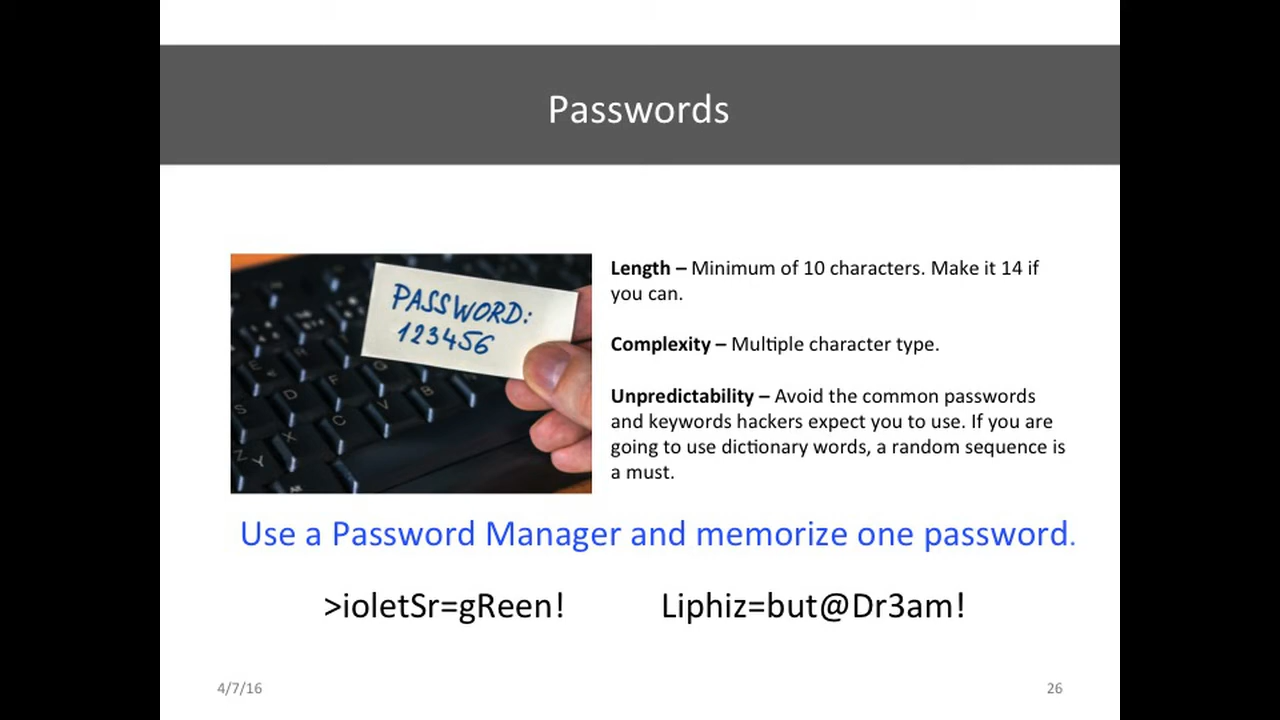 Passwords
PASSWORD:
123456
Length – Minimum of 10 characters. Make it 14 if
you can.
Complexity – Multiple character type.
Unpredictability – Avoid the common passwords
and keywords hackers expect you to use. If you are
going to use dictionary words, a random sequence is
a must.
Use a Password Manager and memorize one password.
>ioletSr=gReen!
Liphiz=but@Dr3am!
4/7/16
26